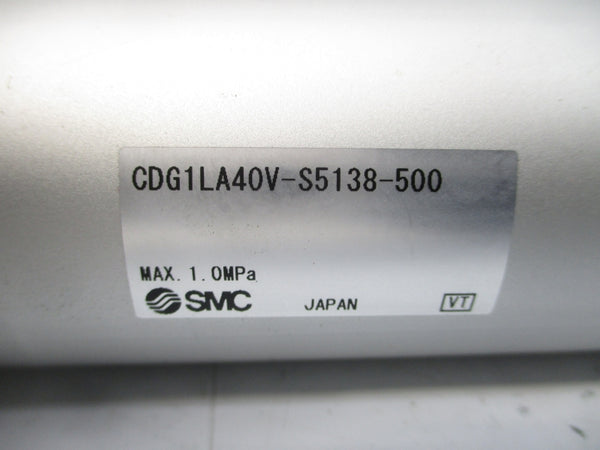 CDG1LA40V-S5138-500
MAX. 1.0MPa
SMC JAPAN VT